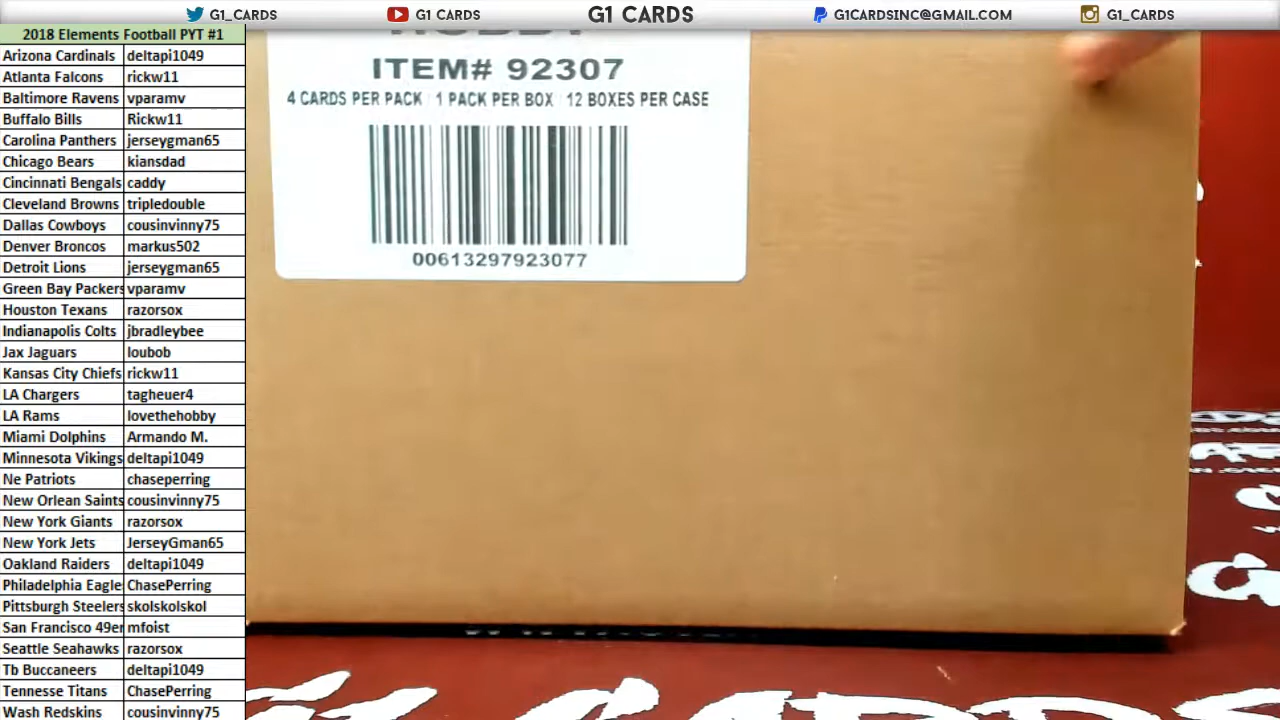 G1_CARDS
G1 CARDS
G1 CARDS
G1CARDSINC@GMAIL.COM
G1_CARDS
2018 Elements Football PYT #1
Arizona Cardinals deltapi1049
Atlanta Falcons rickw11
Baltimore Ravens vparamv
Buffalo Bills Rickw11
Carolina Panthers jerseygman65
Chicago Bears kiansdad
Cincinnati Bengals caddy
Cleveland Browns tripledouble
Dallas Cowboys cousinvinny75
Denver Broncos markus502
Detroit Lions jerseygman65
Green Bay Packers vparamv
Houston Texans razorsox
Indianapolis Colts jbradleybee
Jax Jaguars loubob
Kansas City Chiefs rickw11
LA Chargers tagheuer4
LA Rams lovethehobby
Miami Dolphins Armando M.
Minnesota Vikings deltapi1049
Ne Patriots chaseperring
New Orlean Saints cousinvinny75
New York Giants razorsox
New York Jets JerseyGman65
Oakland Raiders deltapi1049
Philadelphia Eagle ChasePerring
Pittsburgh Steelers skolskolskol
San Francisco 49er mfoist
Seattle Seahawks razorsox
Tb Buccaneers deltapi1049
Tennesse Titans ChasePerring
Wash Redskins cousinvinny75
HOBBY
ITEM# 92307
4 CARDS PER PACK 1 PACK PER BOX 12 BOXES PER CASE
00613297923077
G1 CARDS